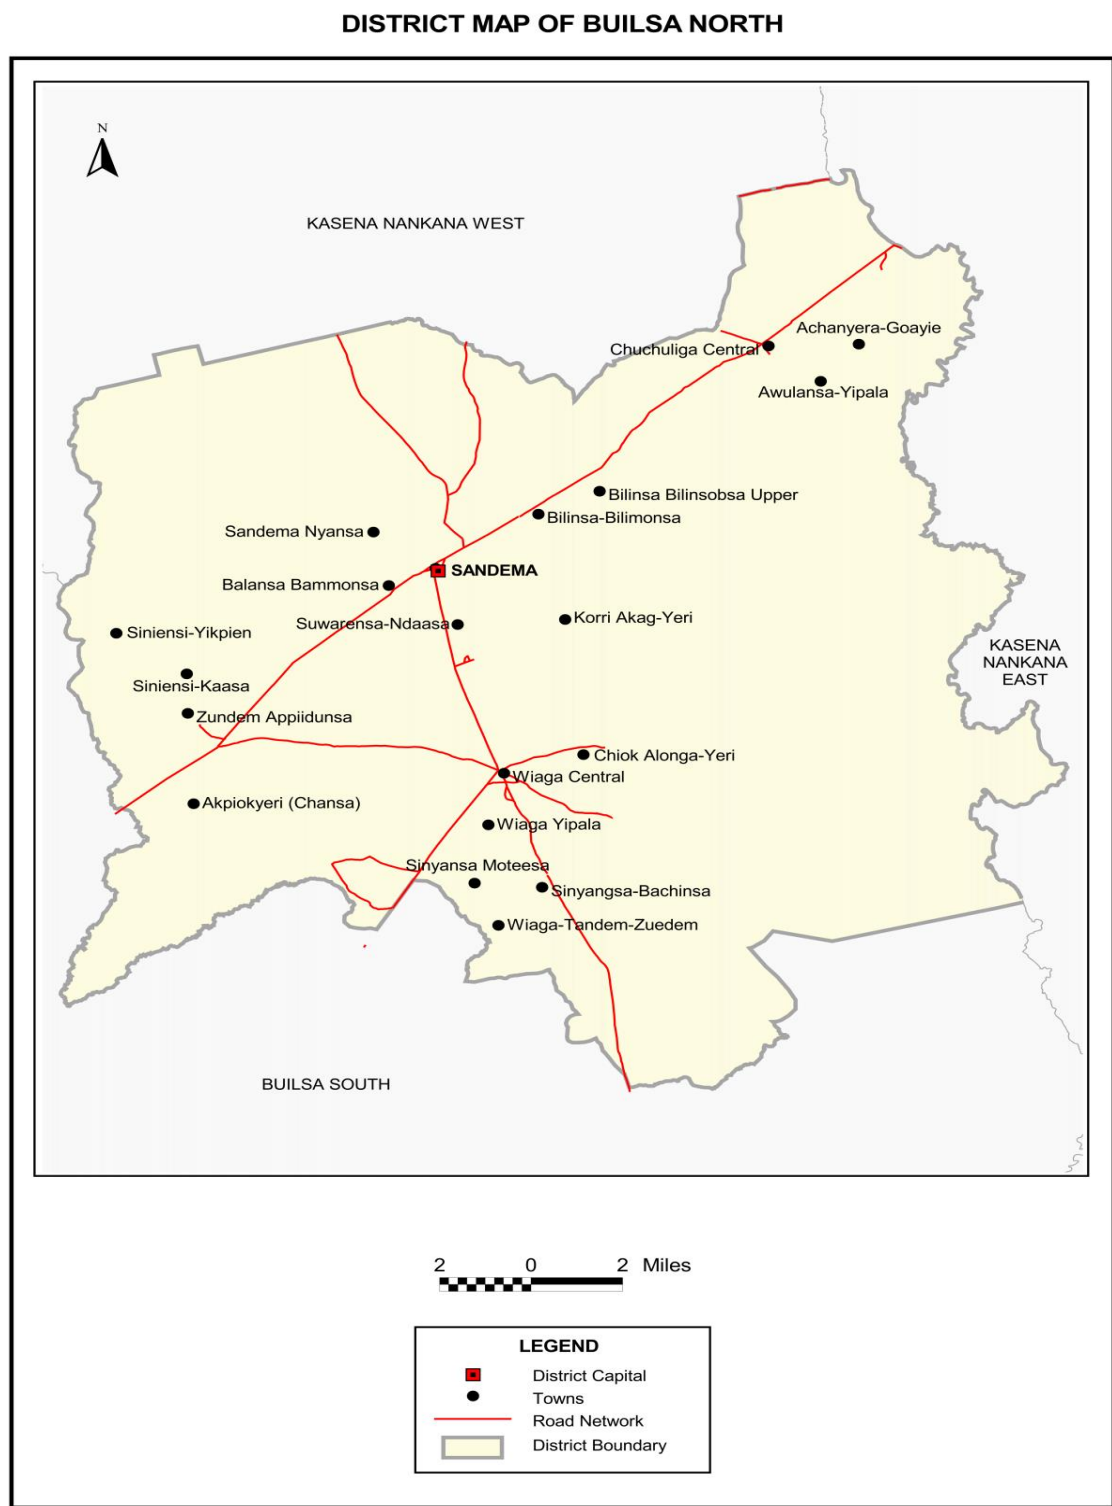 DISTRICT MAP OF BUILSA NORTH
N
KASENA NANKANA WEST
Achanyera-Goayie
Chuchuliga Central
Awulansa-Yipala
Bilinsa Bilinsobsa Upper
Bilinsa-Bilimonsa
Sandema Nyansa
SANDEMA
Balansa Bammonsa
Suwarensa-Ndaasa
Korri Akag-Yeri
Siniensi-Yikpien
KASENA
NANKANA
EAST
Siniensi-Kaasa
Zundem Appiidunsa
Chiok Alonga-Yeri
Wiaga Central
Akpiokyeri (Chansa)
Wiaga Yipala
Sinyansa Moteesa
Sinyangsa-Bachinsa
Wiaga-Tandem-Zuedem
BUILSA SOUTH
2 0 2 Miles
LEGEND
District Capital
Towns
Road Network
District Boundary